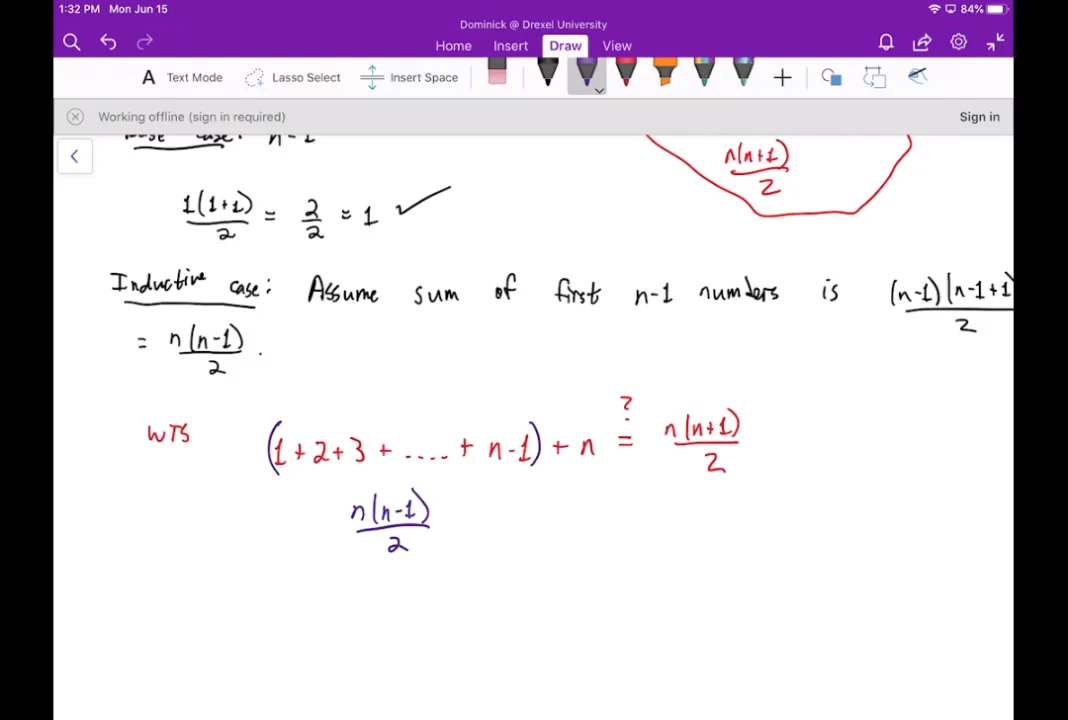 1:32 PM Mon Jun 15
84%
Dominick @ Drexel University
Home Insert Draw View
A Text Mode Lasso Select Insert Space
Working offline (sign in required) Sign in
case: n=1
n(n+1)/2
1(1+1)/2 = 2/2 = 1 ✓
Inductive case: Assume sum of first n-1 numbers is (n-1)(n-1+1)/2
= n(n-1)/2.
WTS (1+2+3+....+n-1)+n ?= n(n+1)/2
n(n-1)/2